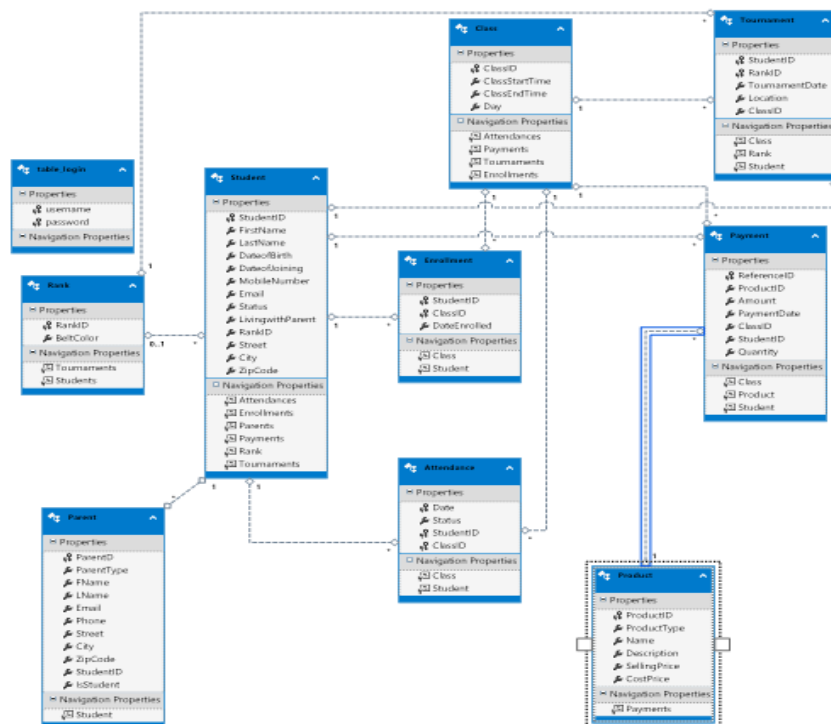 Class
Properties
ClassID
ClassStartTime
ClassEndTime
Day
Navigation Properties
Attendances
Payments
Tournaments
Enrollments
Tournament
Properties
StudentID
RankID
TournamentDate
Location
ClassID
Navigation Properties
Class
Rank
Student
table_login
Properties
username
password
Navigation Properties
Student
Properties
StudentID
FirstName
LastName
DateofBirth
DateofJoining
MobileNumber
Email
Status
LivingwithParent
RankID
Street
City
ZipCode
Navigation Properties
Attendances
Enrollments
Parents
Payments
Rank
Tournaments
Rank
Properties
RankID
BeltColor
Navigation Properties
Tournaments
Students
Enrollment
Properties
StudentID
ClassID
DateEnrolled
Navigation Properties
Class
Student
Payment
Properties
ReferenceID
ProductID
Amount
PaymentDate
ClassID
StudentID
Quantity
Navigation Properties
Class
Product
Student
Attendance
Properties
Date
Status
StudentID
ClassID
Navigation Properties
Class
Student
Parent
Properties
ParentID
ParentType
FName
LName
Email
Phone
Street
City
ZipCode
StudentID
IsStudent
Navigation Properties
Student
Product
Properties
ProductID
ProductType
Name
Description
SellingPrice
CostPrice
Navigation Properties
Payments
0..1